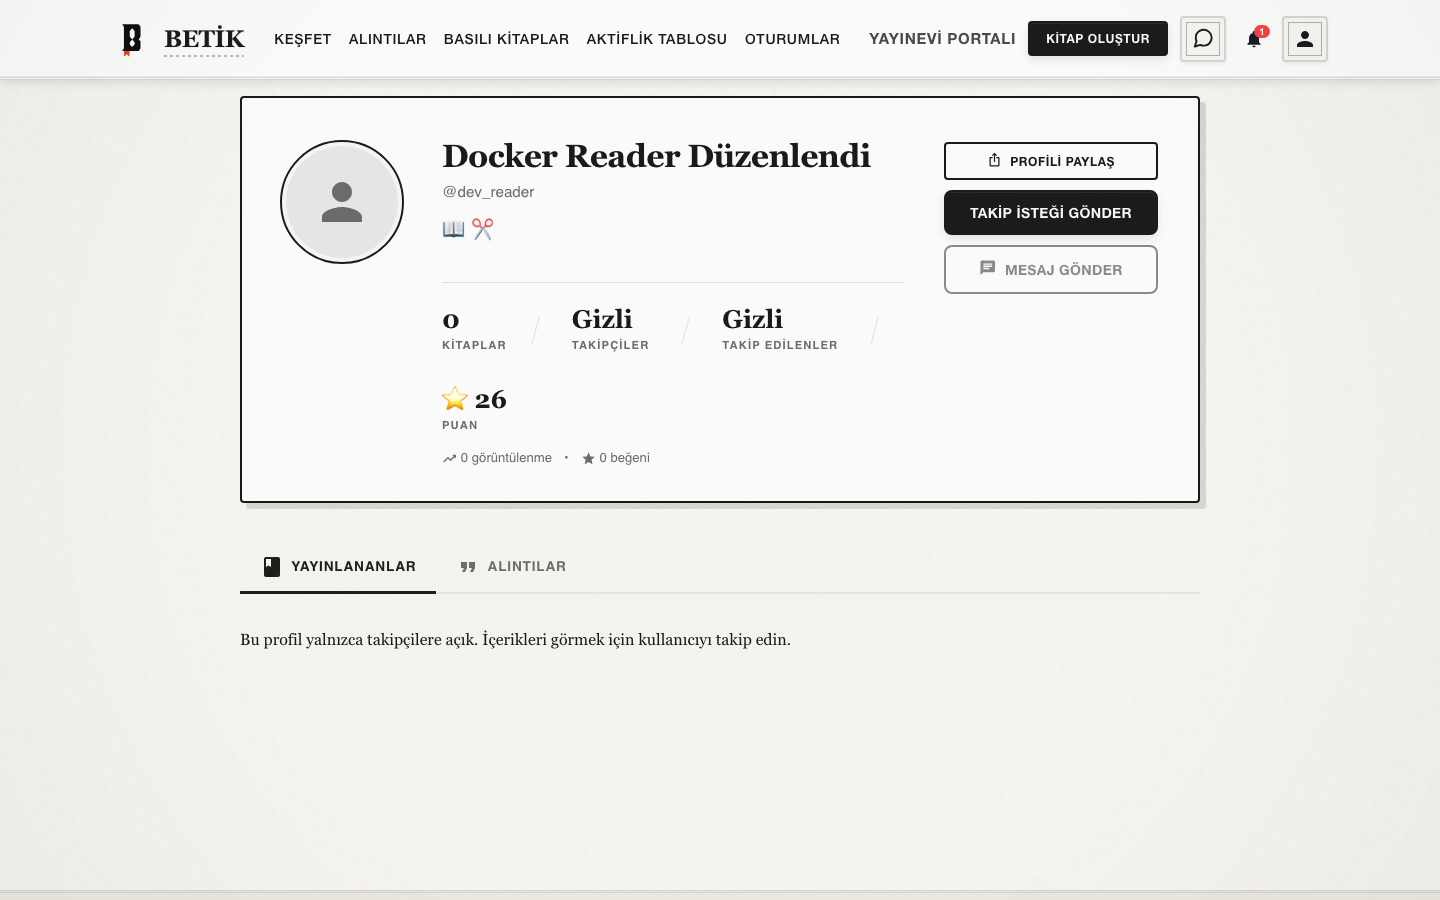 BETİK
KEŞFET
ALINTILAR
BASILI KİTAPLAR
AKTİFLİK TABLOSU
OTURUMLAR
YAYINEVİ PORTALI
KİTAP OLUŞTUR
1
Docker Reader Düzenlendi
@dev_reader
PROFİLİ PAYLAŞ
TAKİP İSTEĞİ GÖNDER
MESAJ GÖNDER
0
KİTAPLAR
Gizli
TAKİPÇİLER
Gizli
TAKİP EDİLENLER
26
PUAN
0 görüntülenme • 0 beğeni
YAYINLANANLAR
ALINTILAR
Bu profil yalnızca takipçilere açık. İçerikleri görmek için kullanıcıyı takip edin.